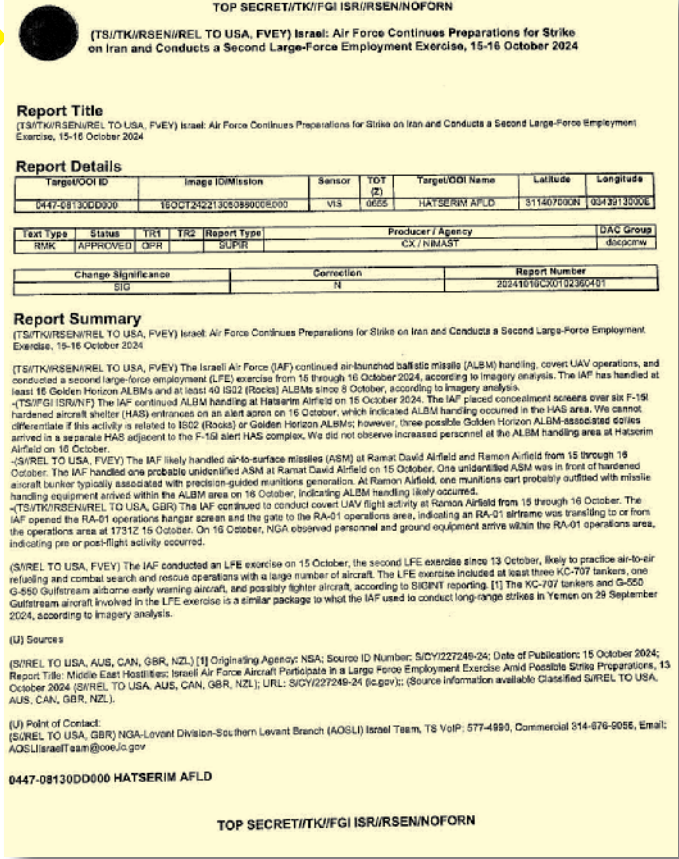 TOP SECRET//TK//FGI ISR//RSEN/NOFORN
(TS//TK//RSEN//REL TO USA, FVEY) Israel: Air Force Continues Preparations for Strike
on Iran and Conducts a Second Large-Force Employment Exercise, 15-16 October 2024
Report Title
(TS//TK//RSEN//REL TO USA, FVEY) Israel: Air Force Continues Preparations for Strike on Iran and Conducts a Second Large-Force Employment
Exercise, 15-16 October 2024
Report Details
Target/OOI ID Image ID/Mission Sensor TOT (Z) Target/OOI Name Latitude Longitude
0447-08130DD000 VIS 0655 HATSERIM AFLD 311407000N 0343913000E
Text Type Status TR1 TR2 Report Type Producer / Agency DAC Group
RMK APPROVED OPR SUPIR CX / NIMAST
Change Significance Correction Report Number
SIG N 20241016CX0102360401
Report Summary
(TS//TK//RSEN//REL TO USA, FVEY) Israel: Air Force Continues Preparations for Strike on Iran and Conducts a Second Large-Force Employment
Exercise, 15-16 October 2024
(TS//TK//RSEN//REL TO USA, FVEY) The Israeli Air Force (IAF) continued air-launched ballistic missile (ALBM) handling, covert UAV operations, and
conducted a second large-force employment (LFE) exercise from 15 through 16 October 2024, according to imagery analysis. The IAF has handled at
least 16 Golden Horizon ALBMs and at least 40 IS02 (Rocks) ALBMs since 8 October, according to imagery analysis.
-(TS//FGI ISR/NF) The IAF continued ALBM handling at Hatserim Airfield on 15 October 2024. The IAF placed concealment screens over six F-15I
hardened aircraft shelter (HAS) entrances on an alert apron on 16 October, which indicated ALBM handling occurred in the HAS area. We cannot
differentiate if this activity is related to IS02 (Rocks) or Golden Horizon ALBMs; however, three possible Golden Horizon ALBM-associated dollies
arrived in a separate HAS adjacent to the F-15I alert HAS complex. We did not observe increased personnel at the ALBM handling area at Hatserim
Airfield on 16 October.
-(S//REL TO USA, FVEY) The IAF likely handled air-to-surface missiles (ASM) at Ramat David Airfield and Ramon Airfield from 15 through 16
October. The IAF handled one probable unidentified ASM at Ramat David Airfield on 15 October. One unidentified ASM was in front of hardened
aircraft bunker typically associated with precision-guided munitions generation. At Ramon Airfield, one munitions cart probably outfitted with missile
handling equipment arrived within the ALBM area on 16 October, indicating ALBM handling likely occurred.
-(TS//TK//RSEN//REL TO USA, GBR) The IAF continued to conduct covert UAV flight activity at Ramon Airfield from 15 through 16 October. The
IAF opened the RA-01 operations hangar screen and the gate to the RA-01 operations area, indicating an RA-01 airframe was transiting to or from
the operations area at 1731Z 15 October. On 16 October, NGA observed personnel and ground equipment arrive within the RA-01 operations area,
indicating pre or post-flight activity occurred.
(S//REL TO USA, FVEY) The IAF conducted an LFE exercise on 15 October, the second LFE exercise since 13 October, likely to practice air-to-air
refueling and combat search and rescue operations with a large number of aircraft. The LFE exercise included at least three KC-707 tankers, one
G-550 Gulfstream airborne early warning aircraft, and possibly fighter aircraft, according to SIGINT reporting. [1] The KC-707 tankers and G-550
Gulfstream aircraft involved in the LFE exercise is a similar package to what the IAF used to conduct long-range strikes in Yemen on 29 September
2024, according to imagery analysis.
(U) Sources
(S//REL TO USA, AUS, CAN, GBR, NZL) [1] Originating Agency: NSA; Source ID Number: S/CY/227249-24; Date of Publication: 15 October 2024;
Report Title: Middle East Hostilities: Israeli Air Force Aircraft Participate in a Large Force Employment Exercise Amid Possible Strike Preparations, 13
October 2024 (S//REL TO USA, AUS, CAN, GBR, NZL); URL: S/CY/227249-24 (ic.gov);; (Source information available Classified S//REL TO USA,
AUS, CAN, GBR, NZL).
(U) Point of Contact:
(S//REL TO USA, GBR) NGA-Levant Division-Southern Levant Branch (AOSLI) Israel Team, TS VoIP: 577-4990, Commercial 314-676-9056, Email:
AOSLIIsraelTeam@coe.ic.gov
0447-08130DD000 HATSERIM AFLD
TOP SECRET//TK//FGI ISR//RSEN/NOFORN